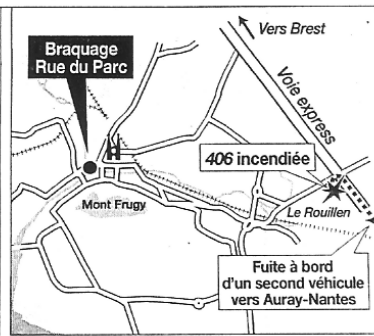 Vers Brest
Braquage
Rue du Parc
Voie express
406 incendiée
Mont Frugy
Le Rouillen
Fuite à bord
d'un second véhicule
vers Auray-Nantes